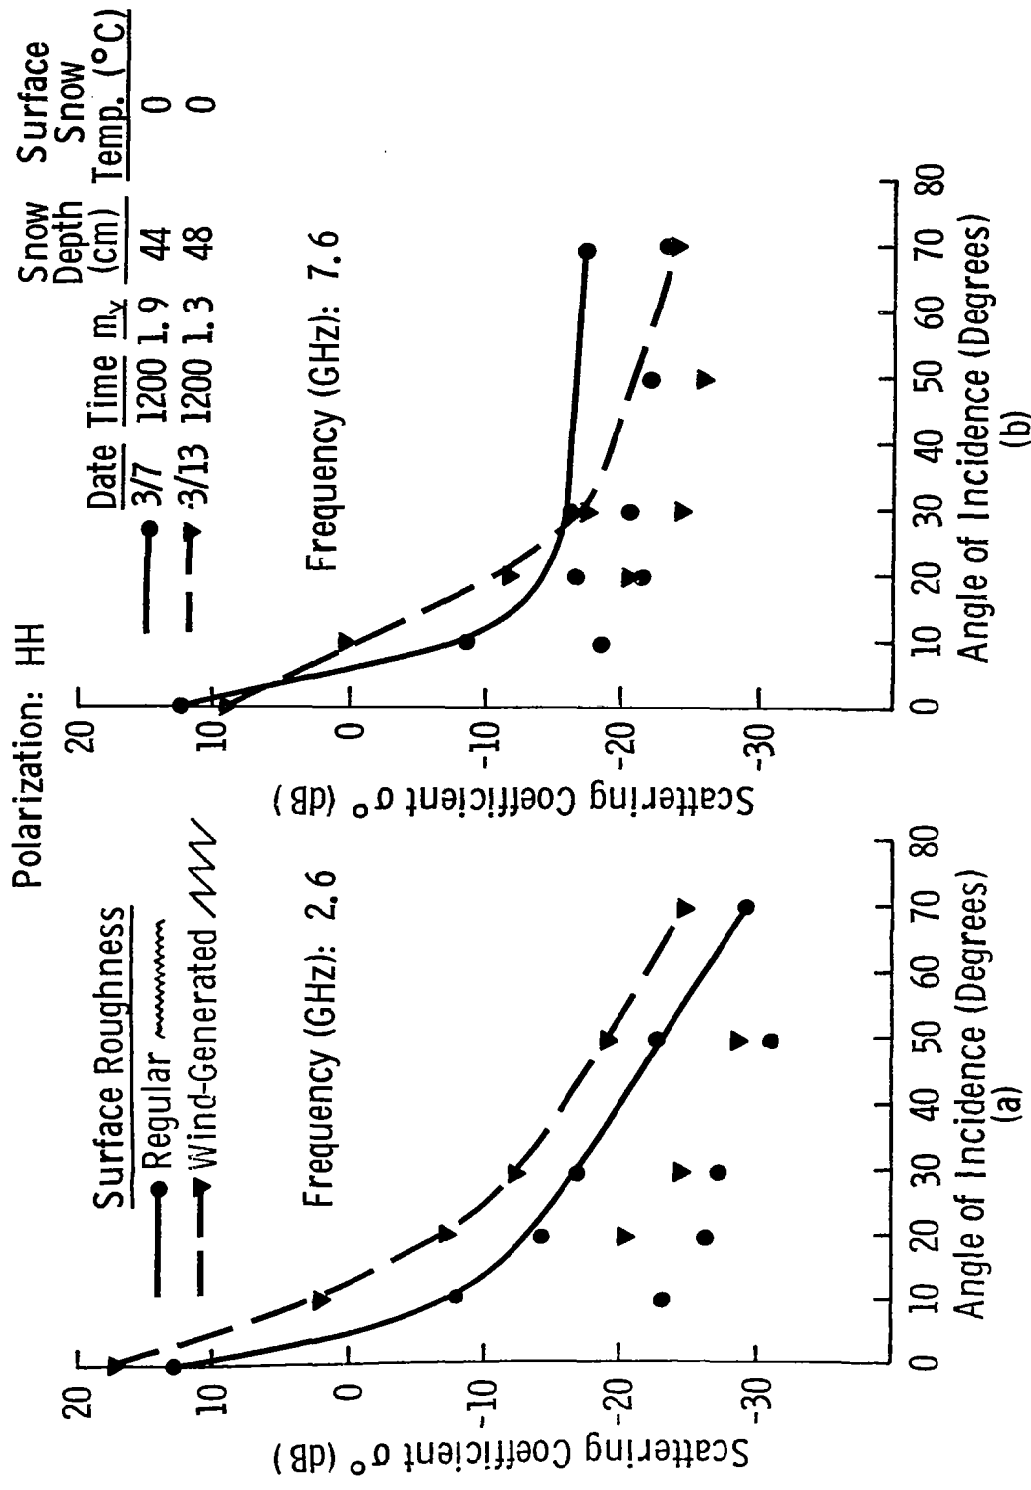 Polarization: HH
Surface Roughness
Regular
Wind-Generated
Date Time mv Snow Depth (cm) Surface Snow Temp. (°C)
3/7 1200 1.9 44 0
3/13 1200 1.3 48 0
Frequency (GHz): 2.6
Scattering Coefficient σ° (dB)
20
10
0
-10
-20
-30
0 10 20 30 40 50 60 70 80
Angle of Incidence (Degrees)
(a)
Frequency (GHz): 7.6
Scattering Coefficient σ° (dB)
20
10
0
-10
-20
-30
0 10 20 30 40 50 60 70 80
Angle of Incidence (Degrees)
(b)